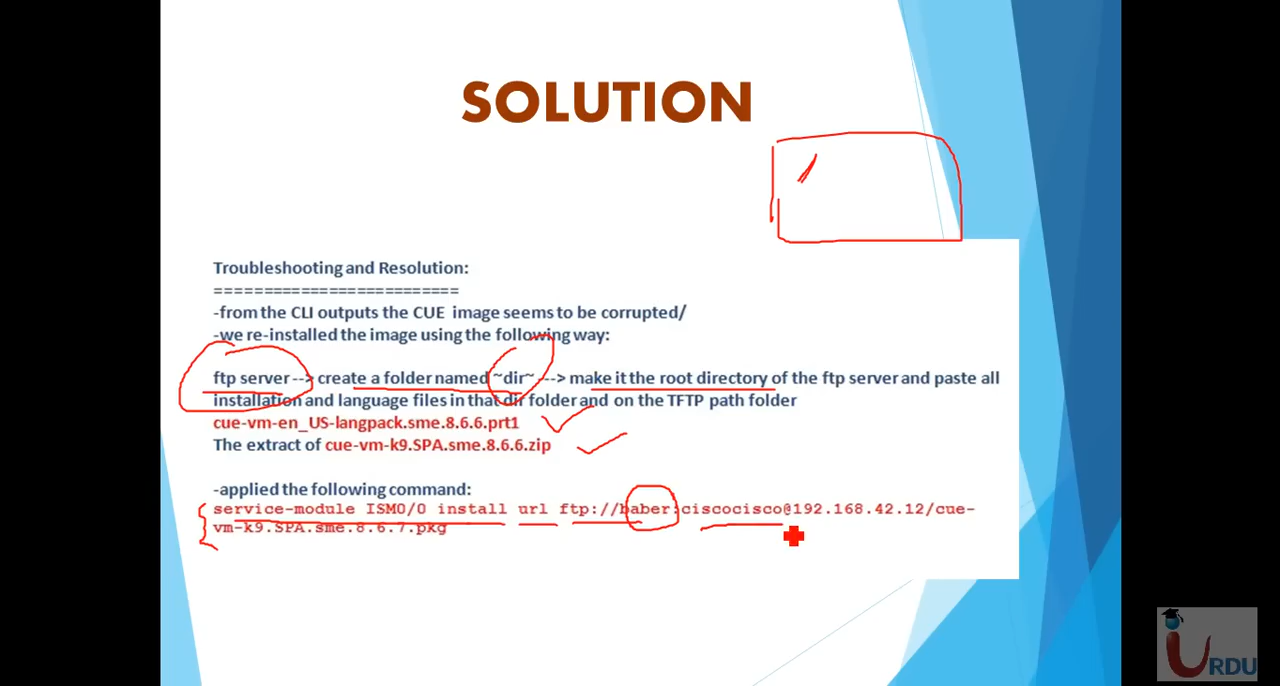 SOLUTION
Troubleshooting and Resolution:
========================
-from the CLI outputs the CUE image seems to be corrupted/
-we re-installed the image using the following way:
ftp server --> create a folder named ~dir~ ---> make it the root directory of the ftp server and paste all
installation and language files in that dir folder and on the TFTP path folder
cue-vm-en_US-langpack.sme.8.6.6.prt1
The extract of cue-vm-k9.SPA.sme.8.6.6.zip
-applied the following command:
service-module ISM0/0 install url ftp://baber:ciscocisco@192.168.42.12/cue-
vm-k9.SPA.sme.8.6.7.pkg
iURDU